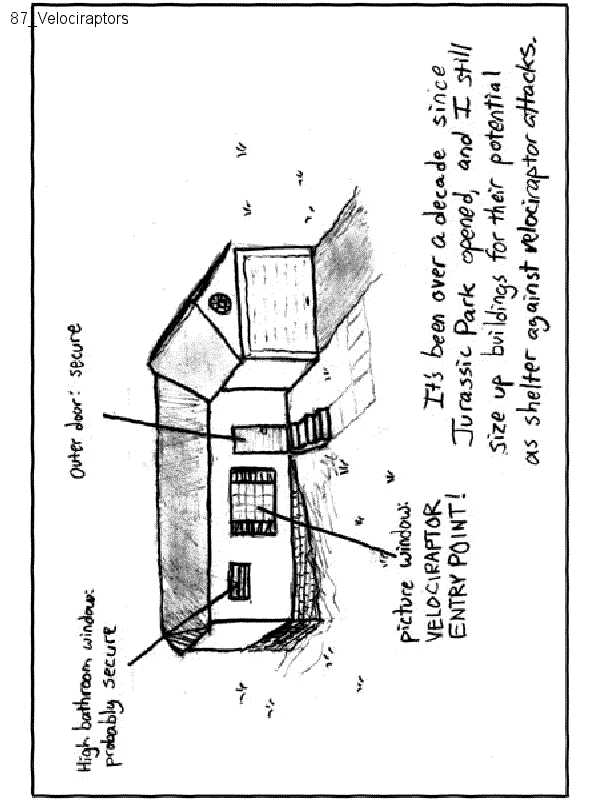 87_Velociraptors
High bathroom window:
probably secure
Outer door: secure
picture window:
VELOCIRAPTOR
ENTRY POINT!
It's been over a decade since
Jurassic Park opened, and I still
size up buildings for their potential
as shelter against velociraptor attacks.